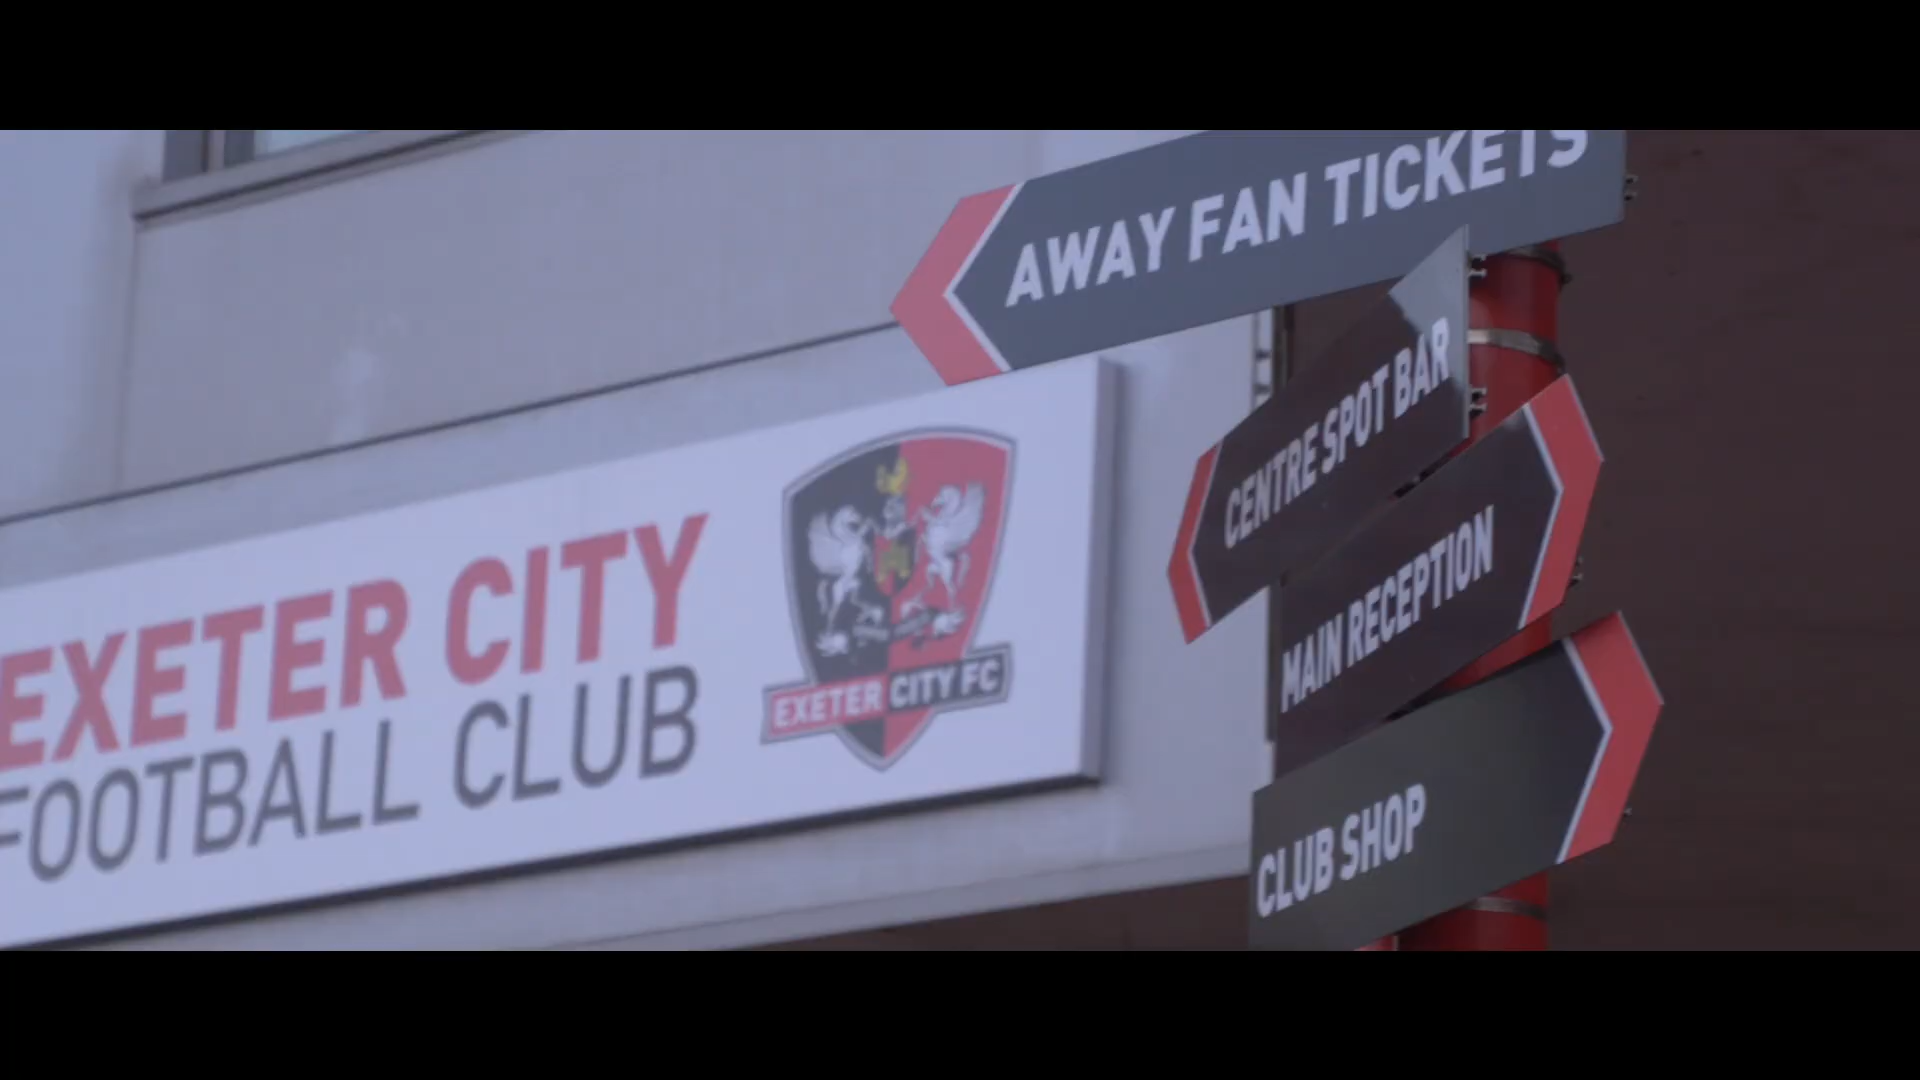 AWAY FAN TICKETS
CENTRE SPOT BAR
MAIN RECEPTION
CLUB SHOP
EXETER CITY
FOOTBALL CLUB
EXETER CITY FC